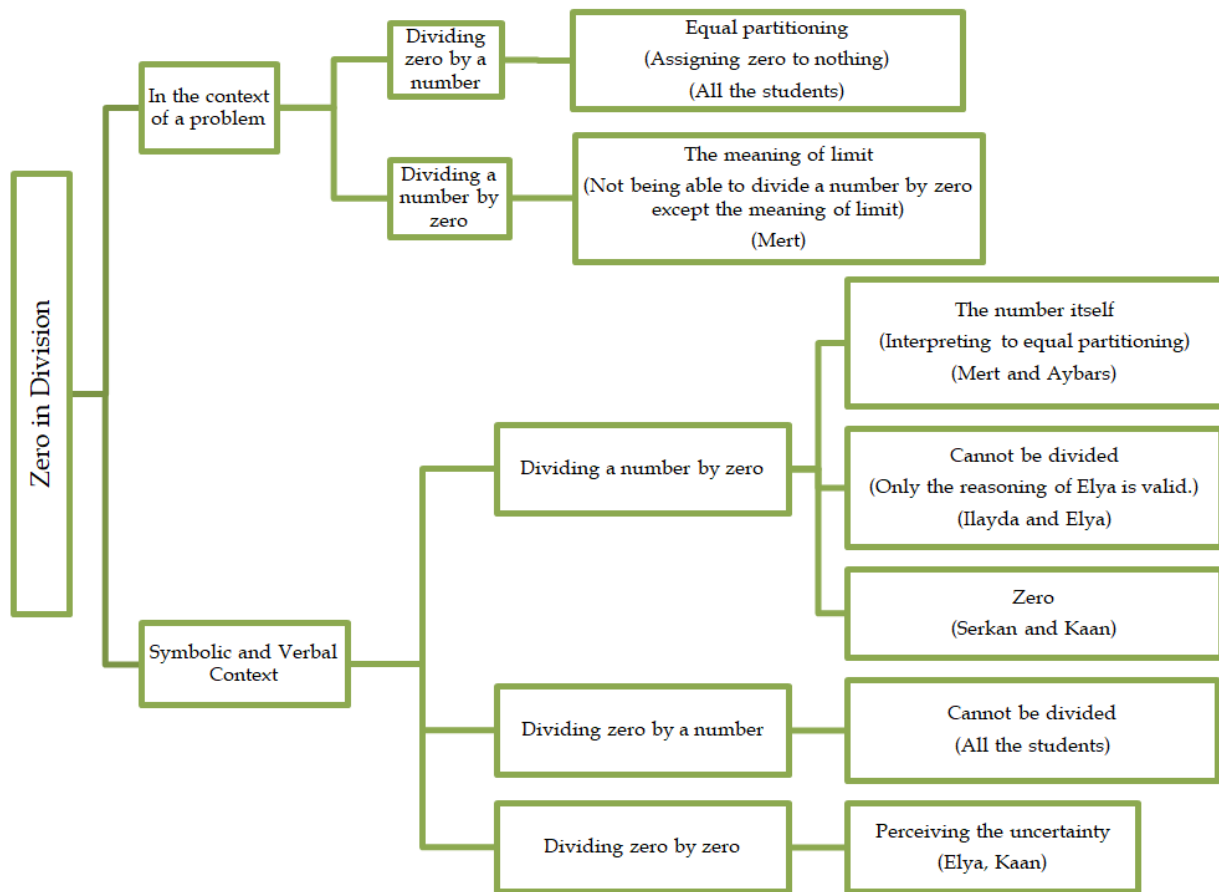 Zero in Division
In the context
of a problem
Dividing
zero by a
number
Equal partitioning
(Assigning zero to nothing)
(All the students)
Dividing a
number by
zero
The meaning of limit
(Not being able to divide a number by zero
except the meaning of limit)
(Mert)
Symbolic and Verbal
Context
Dividing a number by zero
The number itself
(Interpreting to equal partitioning)
(Mert and Aybars)
Cannot be divided
(Only the reasoning of Elya is valid.)
(Ilayda and Elya)
Zero
(Serkan and Kaan)
Dividing zero by a number
Cannot be divided
(All the students)
Dividing zero by zero
Perceiving the uncertainty
(Elya, Kaan)